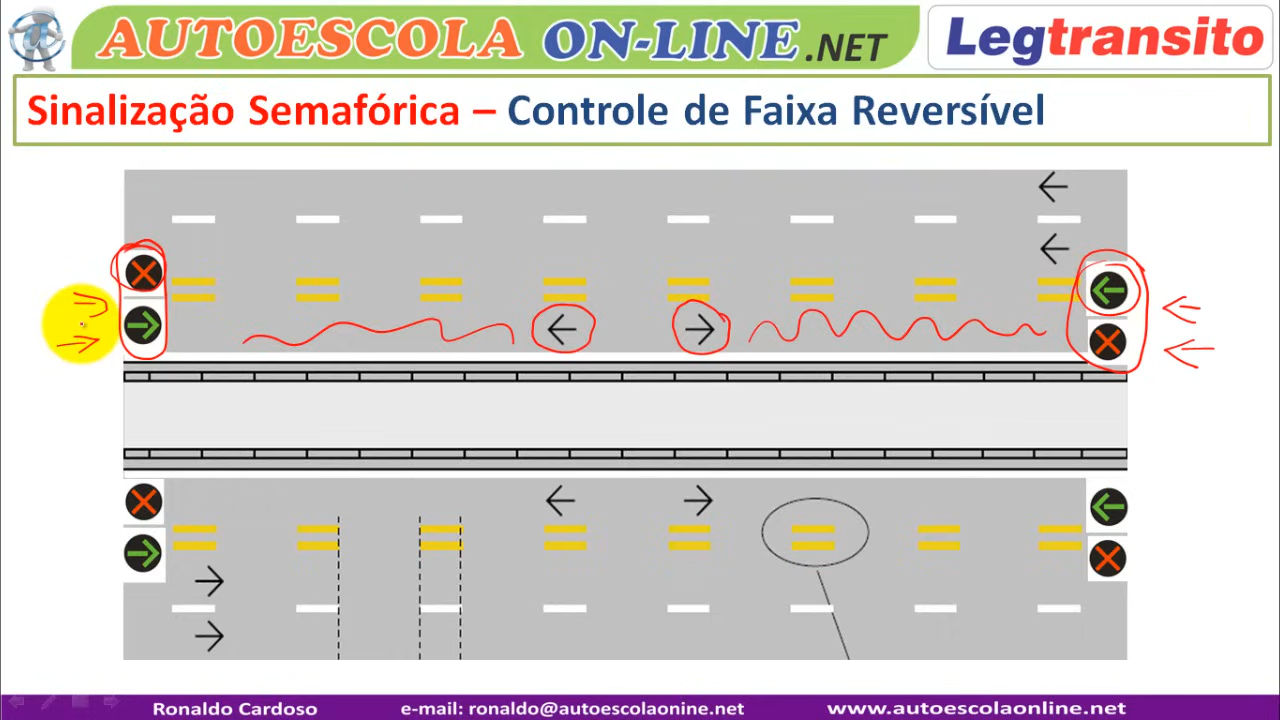 AUTOESCOLA ON-LINE.NET
Legtransito
Sinalização Semafórica – Controle de Faixa Reversível
Ronaldo Cardoso e-mail: ronaldo@autoescolaonine.net www.autoescolaonline.net